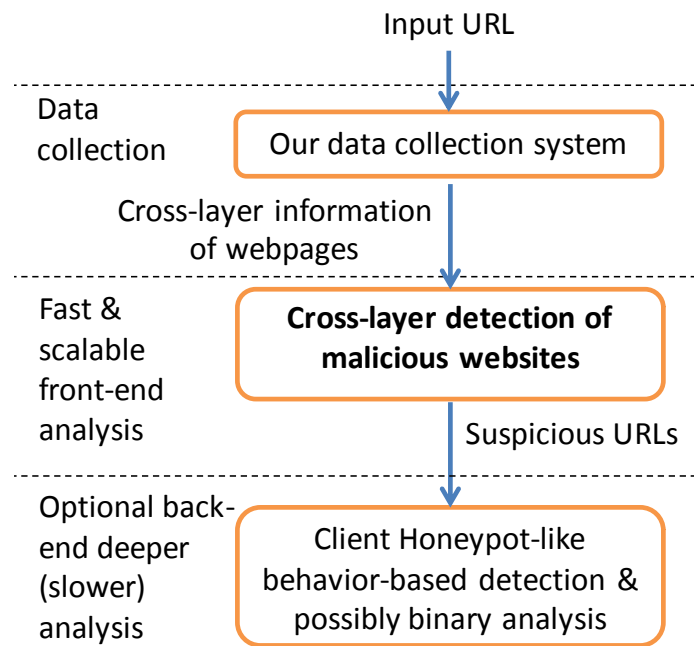 Input URL
Data
collection
Our data collection system
Cross-layer information
of webpages
Fast &
scalable
front-end
analysis
Cross-layer detection of
malicious websites
Suspicious URLs
Optional back-
end deeper
(slower)
analysis
Client Honeypot-like
behavior-based detection &
possibly binary analysis